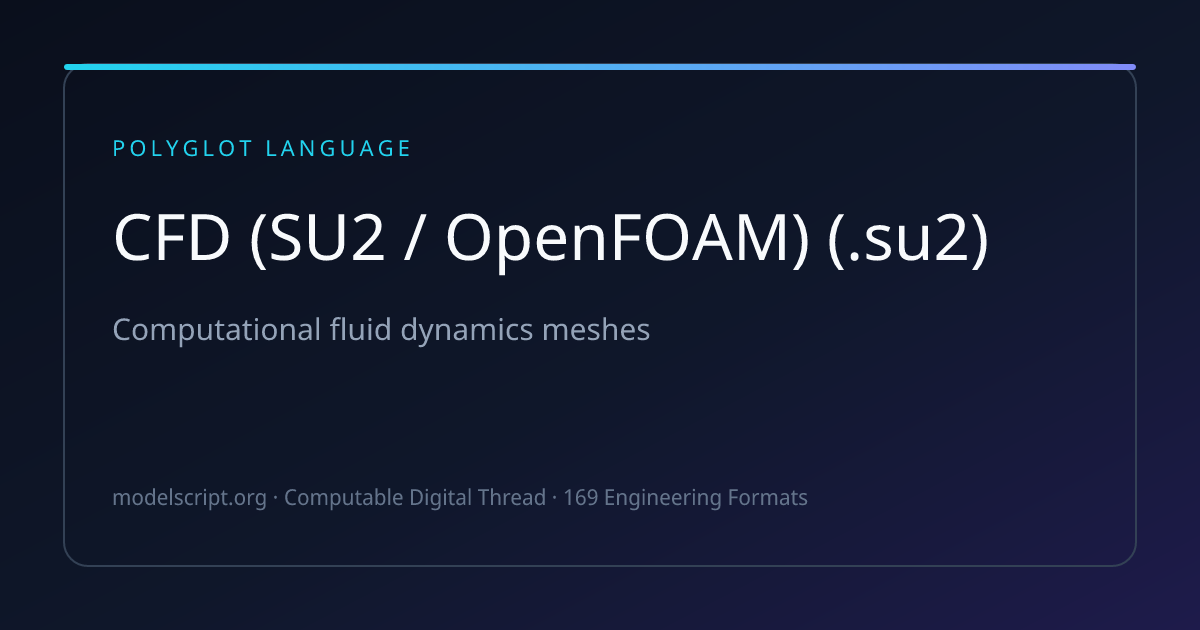 POLYGLOT LANGUAGE
CFD (SU2 / OpenFOAM) (.su2)
Computational fluid dynamics meshes
modelscript.org · Computable Digital Thread · 169 Engineering Formats